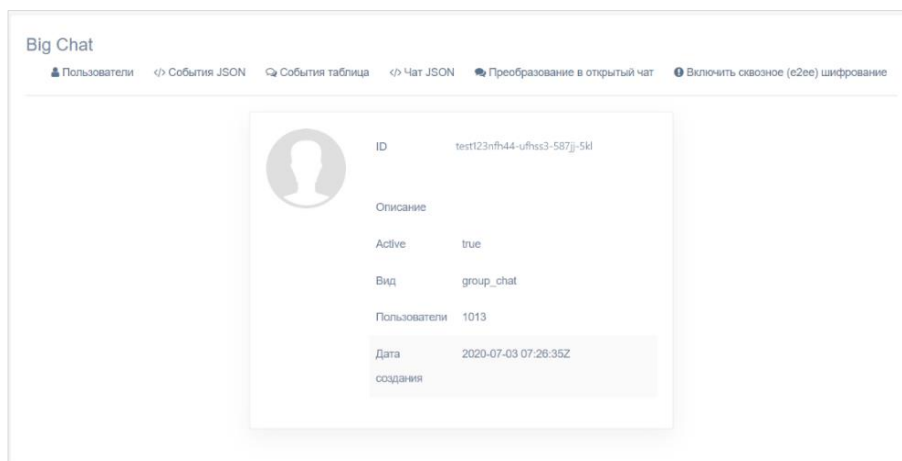 Big Chat
Пользователи </> События JSON События таблица </> Чат JSON Преобразование в открытый чат Включить сквозное (e2ee) шифрование
ID test123nfh44-ufhss3-587jj-5kl
Описание
Active true
Вид group_chat
Пользователи 1013
Дата 2020-07-03 07:26:35Z
создания